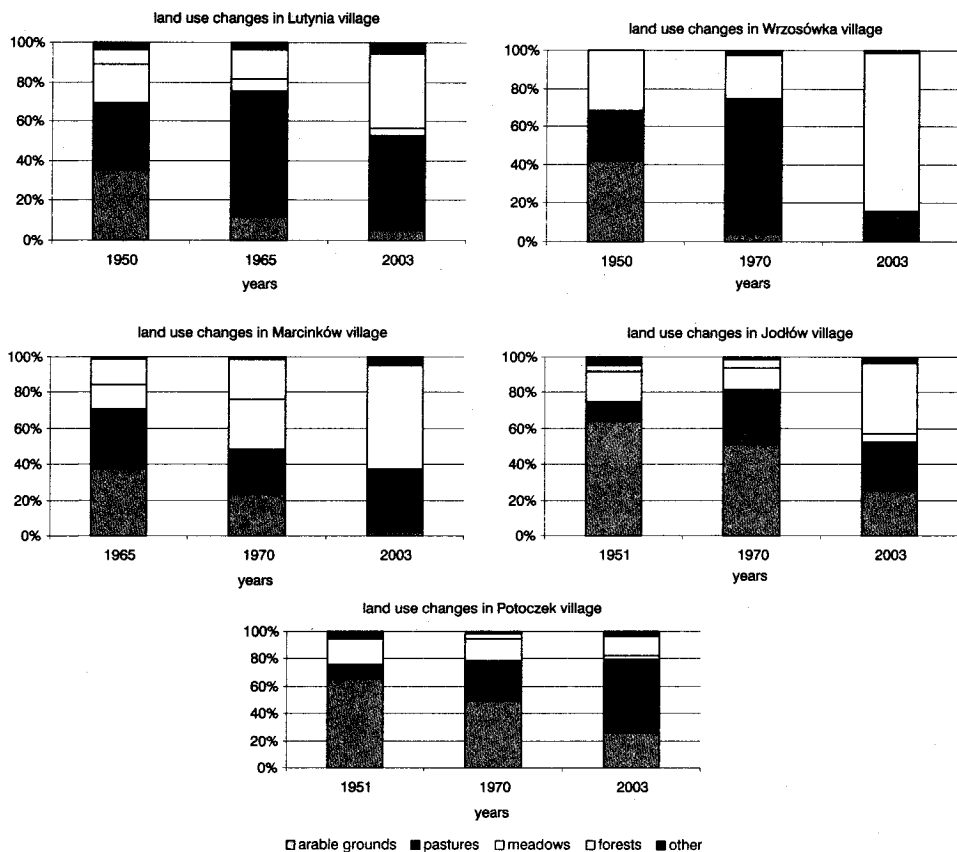 land use changes in Lutynia village
100%
80%
60%
40%
20%
0%
1950 1965 2003
years
land use changes in Wrzosówka village
100%
80%
60%
40%
20%
0%
1950 1970 2003
years
land use changes in Marcinków village
100%
80%
60%
40%
20%
0%
1965 1970 2003
years
land use changes in Jodłów village
100%
80%
60%
40%
20%
0%
1951 1970 2003
years
land use changes in Potoczek village
100%
80%
60%
40%
20%
0%
1951 1970 2003
years
arable grounds pastures meadows forests other